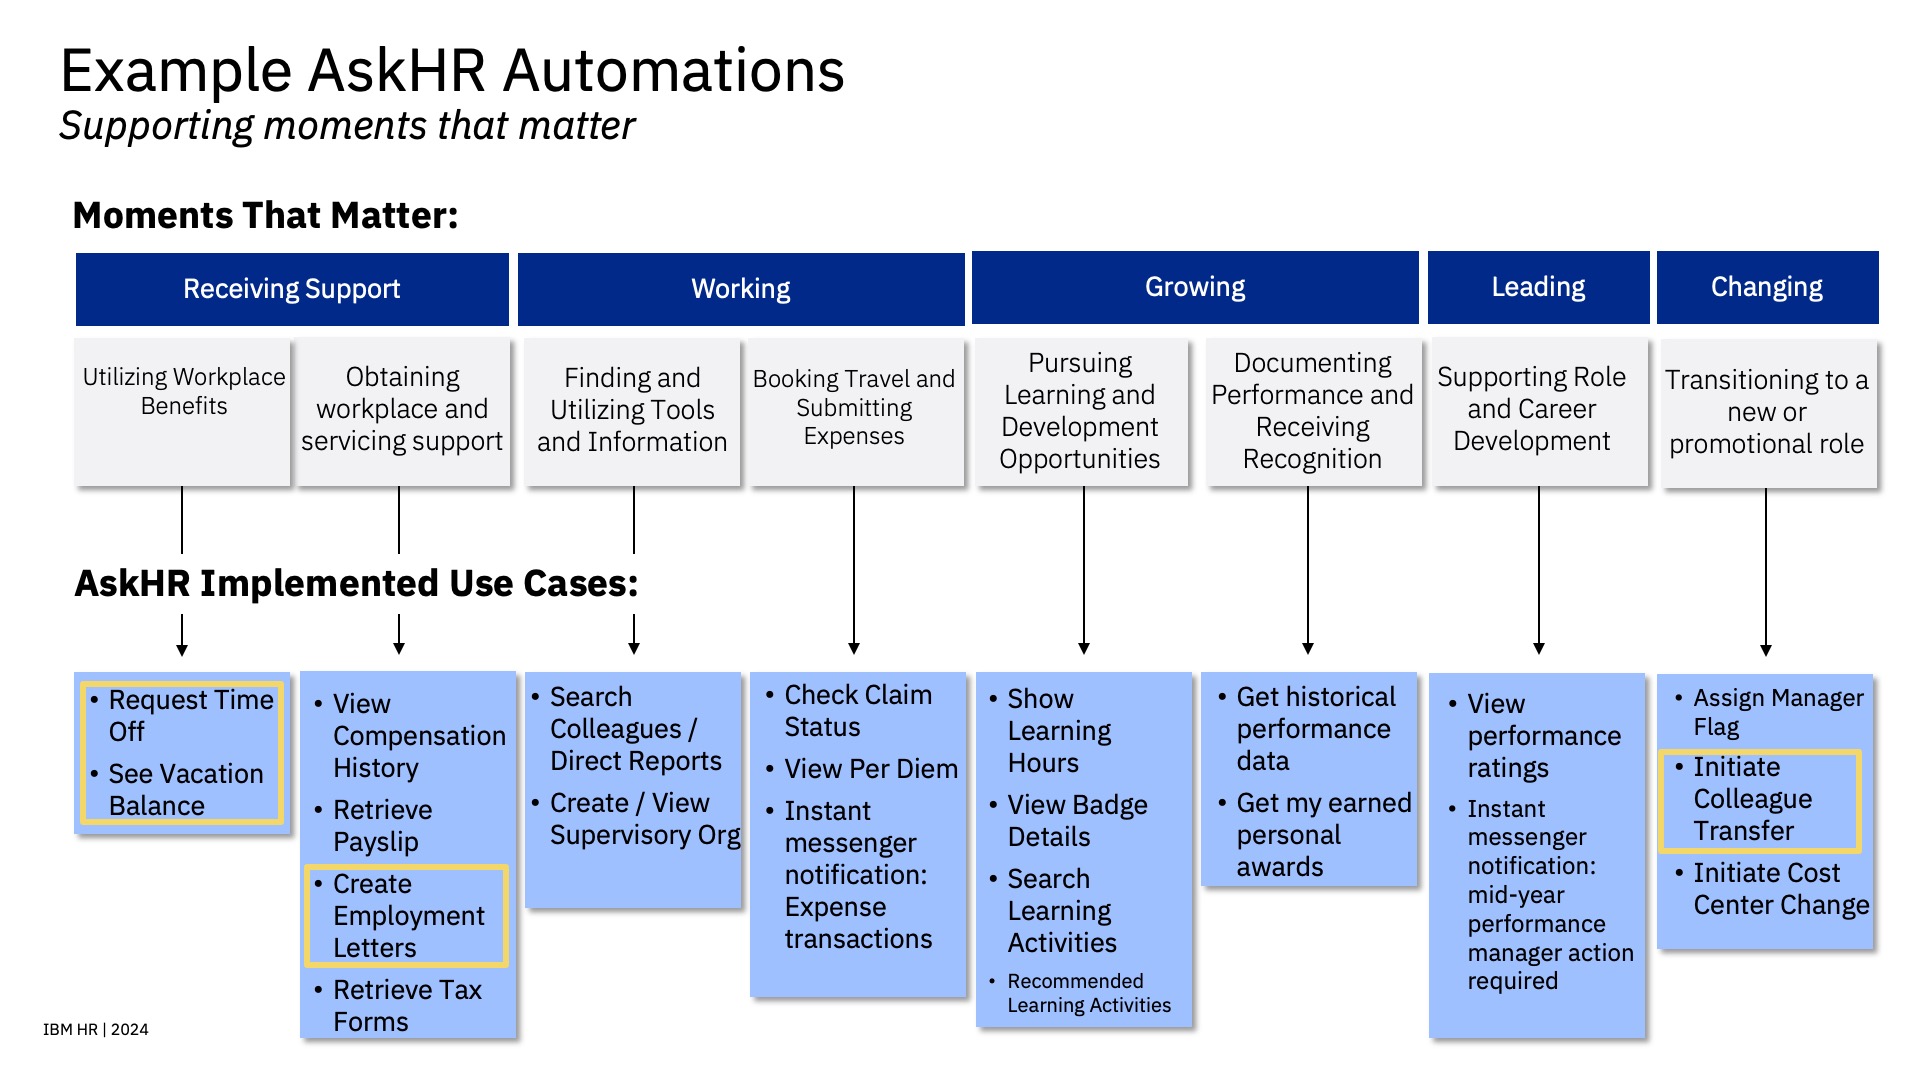 Example AskHR Automations
Supporting moments that matter
Moments That Matter:
Receiving Support
Working
Growing
Leading
Changing
Utilizing Workplace
Benefits
Obtaining
workplace and
servicing support
Finding and
Utilizing Tools
and Information
Booking Travel and
Submitting
Expenses
Pursuing
Learning and
Development
Opportunities
Documenting
Performance and
Receiving
Recognition
Supporting Role
and Career
Development
Transitioning to a
new or
promotional role
AskHR Implemented Use Cases:
• Request Time
Off
• See Vacation
Balance
• View
Compensation
History
• Retrieve
Payslip
• Create
Employment
Letters
• Retrieve Tax
Forms
• Search
Colleagues /
Direct Reports
• Create / View
Supervisory Org
• Check Claim
Status
• View Per Diem
• Instant
messenger
notification:
Expense
transactions
• Show
Learning
Hours
• View Badge
Details
• Search
Learning
Activities
• Recommended
Learning Activities
• Get historical
performance
data
• Get my earned
personal
awards
• View
performance
ratings
• Instant
messenger
notification:
mid-year
performance
manager action
required
• Assign Manager
Flag
• Initiate
Colleague
Transfer
• Initiate Cost
Center Change
IBM HR | 2024